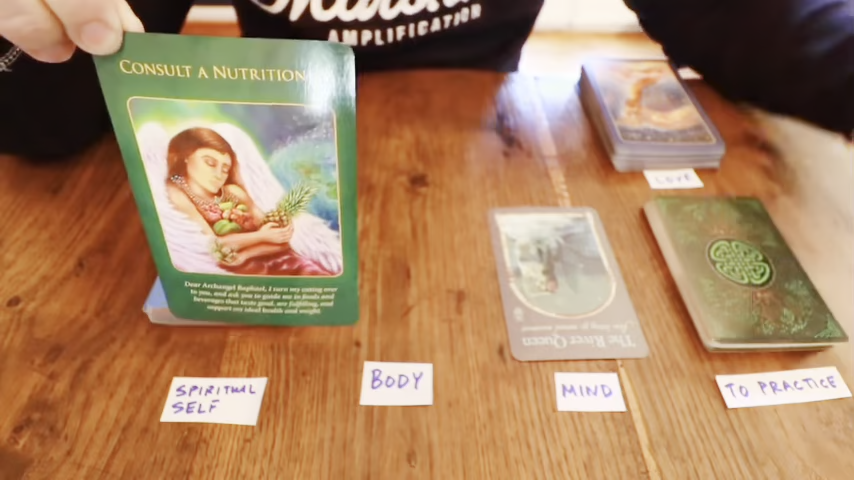 AMPLIFICATION
CONSULT A NUTRITION
Dear Archangel Raphael, I turn my eating over
to you, and ask you to guide me to foods and
beverages that taste good, are fulfilling, and
support my ideal health and weight.
LOVE
The River Queen
SPIRITUAL
SELF
BODY
MIND
TO PRACTICE